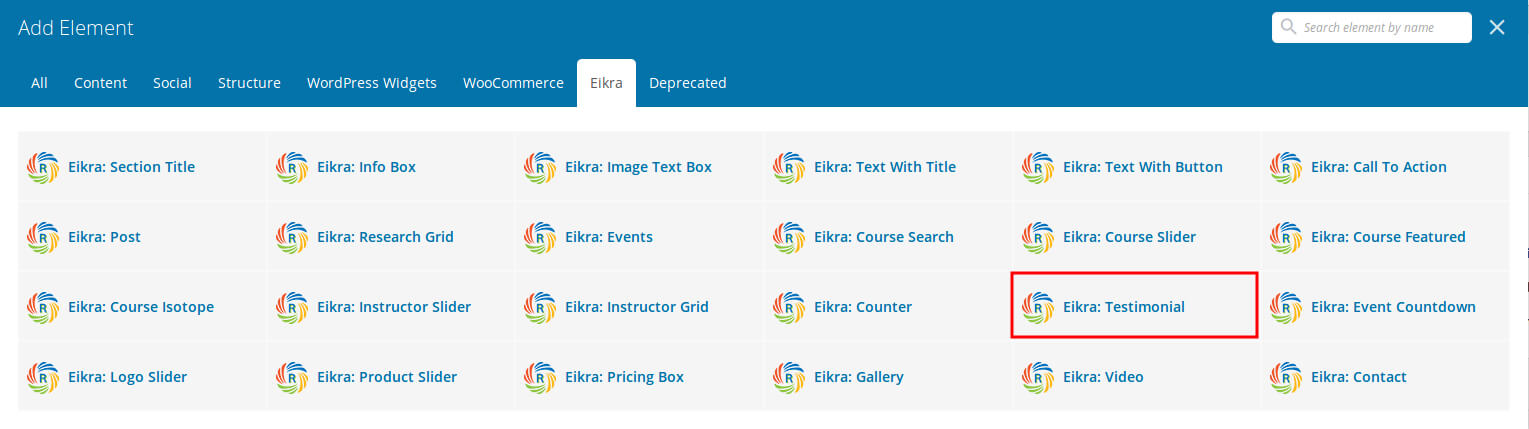 Add Element
Search element by name
All Content Social Structure WordPress Widgets WooCommerce Eikra Deprecated
R Eikra: Section Title R Eikra: Info Box R Eikra: Image Text Box R Eikra: Text With Title R Eikra: Text With Button R Eikra: Call To Action
R Eikra: Post R Eikra: Research Grid R Eikra: Events R Eikra: Course Search R Eikra: Course Slider R Eikra: Course Featured
R Eikra: Course Isotope R Eikra: Instructor Slider R Eikra: Instructor Grid R Eikra: Counter R Eikra: Testimonial R Eikra: Event Countdown
R Eikra: Logo Slider R Eikra: Product Slider R Eikra: Pricing Box R Eikra: Gallery R Eikra: Video R Eikra: Contact